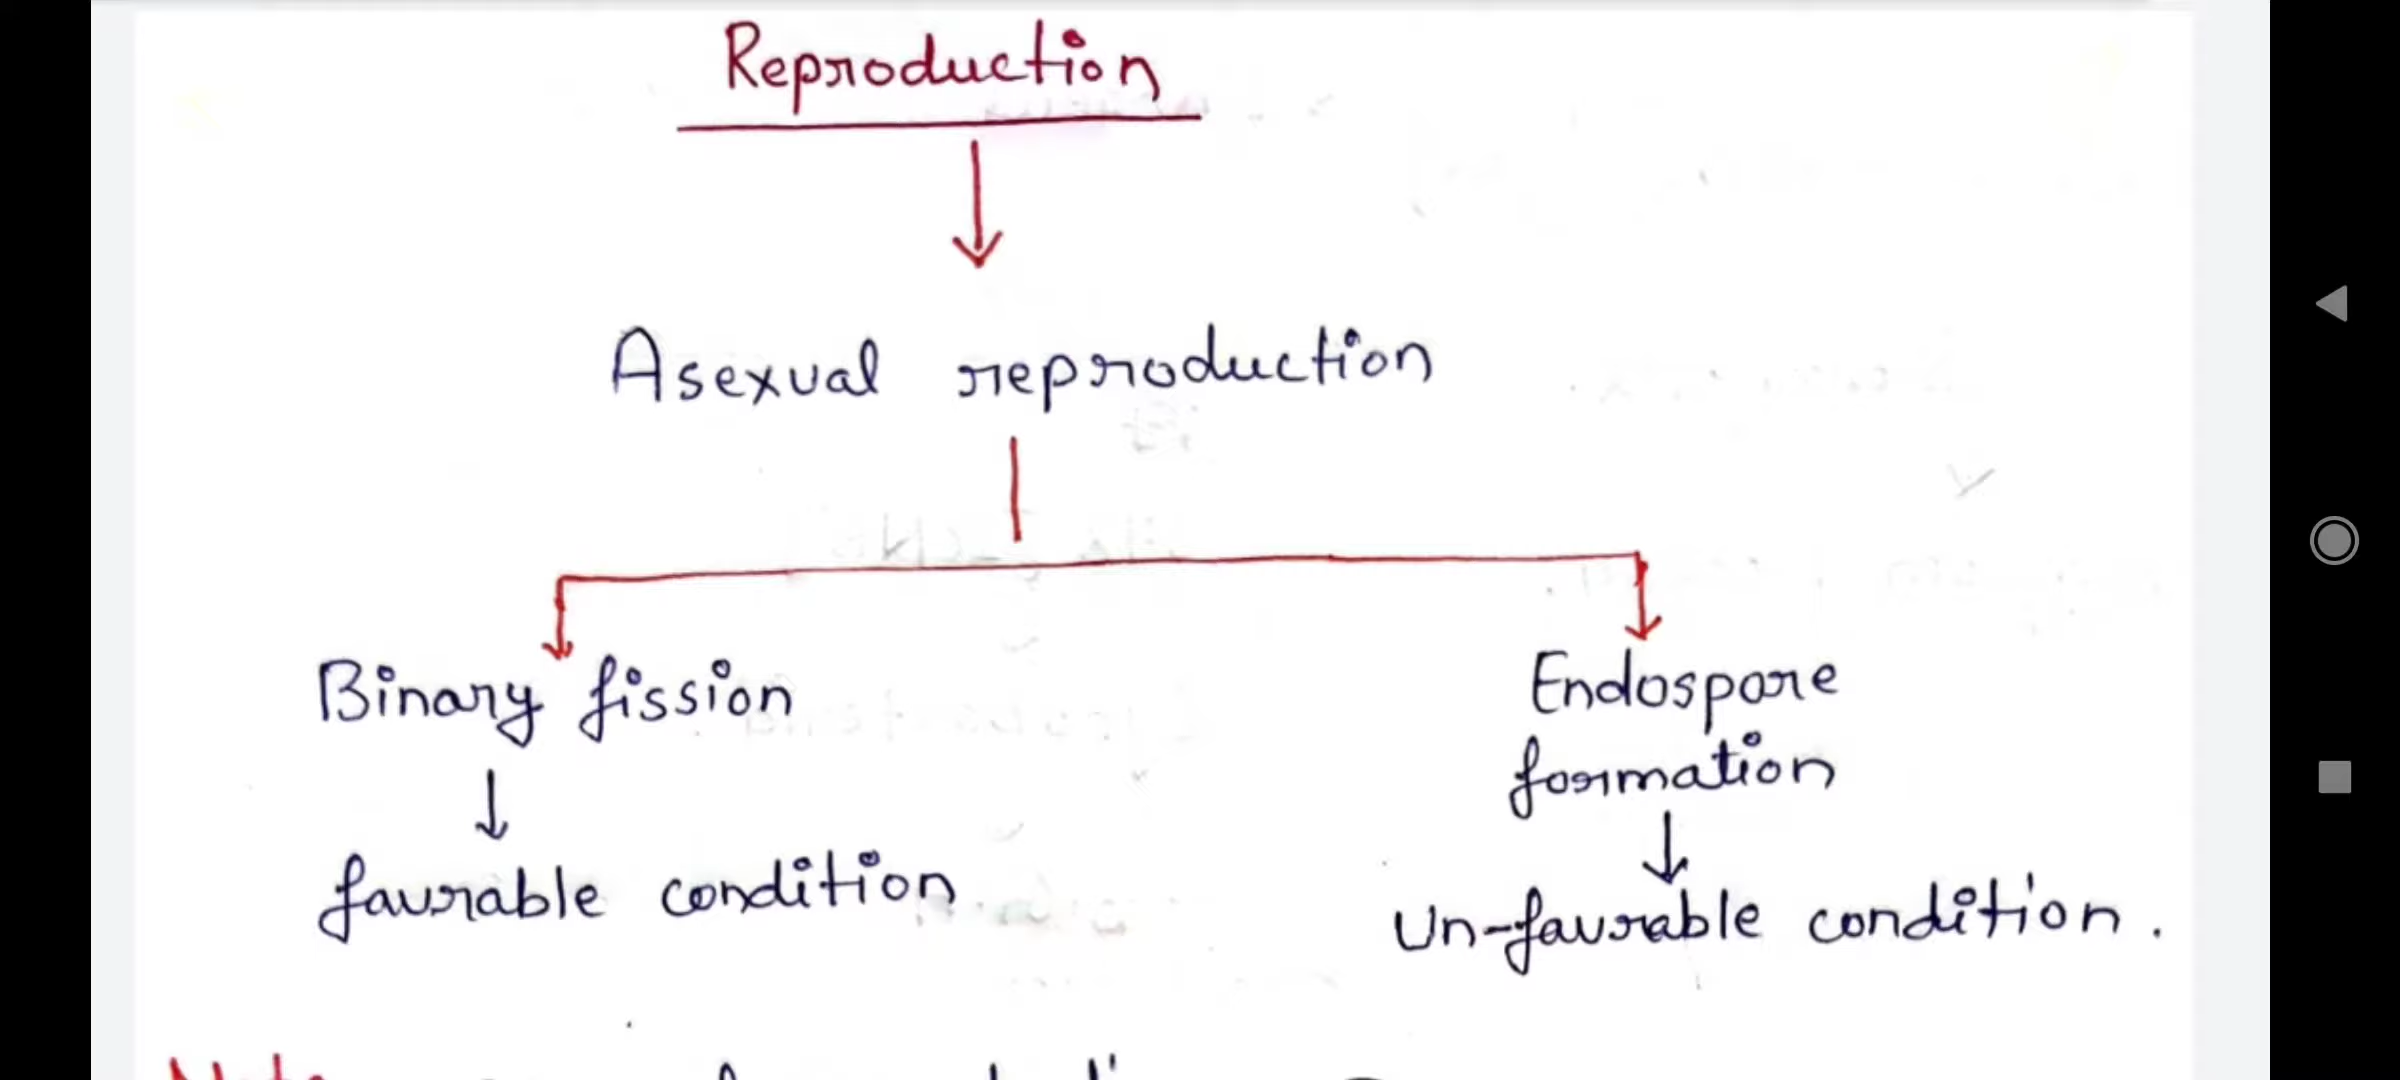 Reproduction
Asexual reproduction
Binary fission
Endospore
formation
favrable condition
Un-favrable condition.